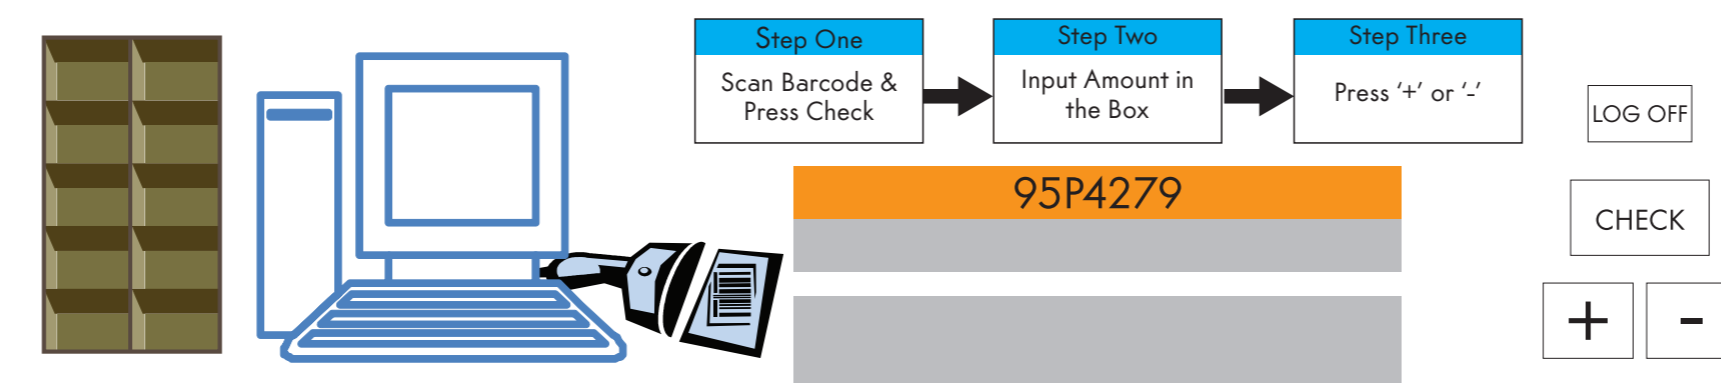 Step One
Scan Barcode &
Press Check
Step Two
Input Amount in
the Box
Step Three
Press ‘+’ or ‘-’
LOG OFF
95P4279
CHECK
+ -